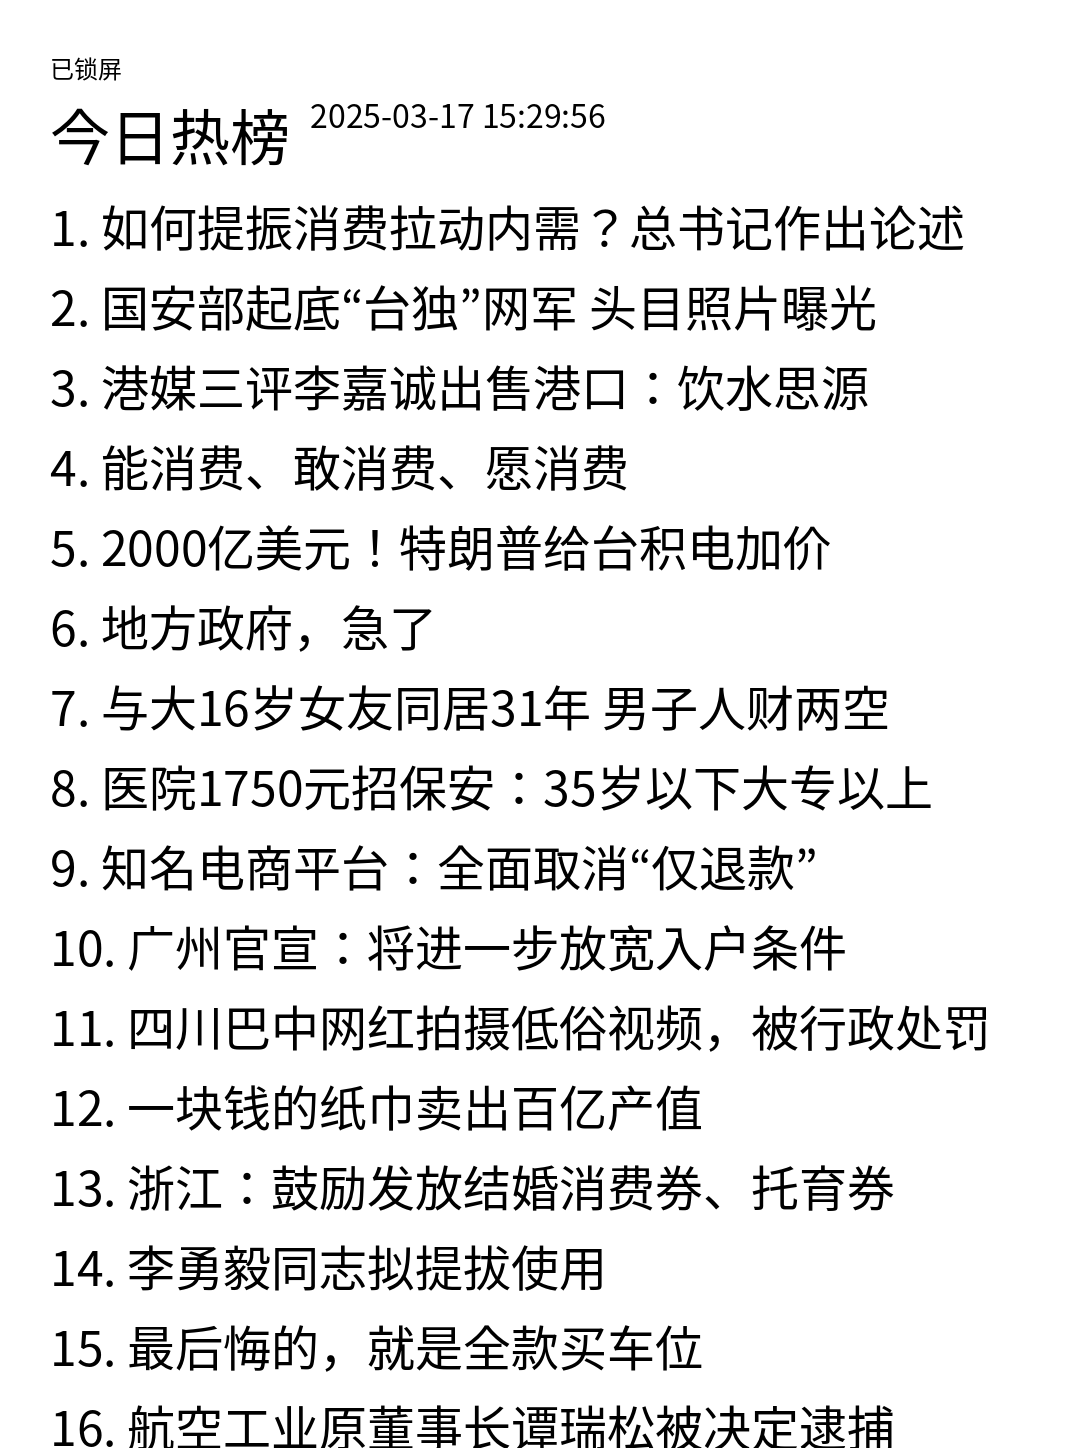 已锁屏
今日热榜 2025-03-17 15:29:56
1. 如何提振消费拉动内需？总书记作出论述
2. 国安部起底“台独”网军 头目照片曝光
3. 港媒三评李嘉诚出售港口：饮水思源
4. 能消费、敢消费、愿消费
5. 2000亿美元！特朗普给台积电加价
6. 地方政府，急了
7. 与大16岁女友同居31年 男子人财两空
8. 医院1750元招保安：35岁以下大专以上
9. 知名电商平台：全面取消“仅退款”
10. 广州官宣：将进一步放宽入户条件
11. 四川巴中网红拍摄低俗视频，被行政处罚
12. 一块钱的纸巾卖出百亿产值
13. 浙江：鼓励发放结婚消费券、托育券
14. 李勇毅同志拟提拔使用
15. 最后悔的，就是全款买车位
16. 航空工业原董事长谭瑞松被决定逮捕